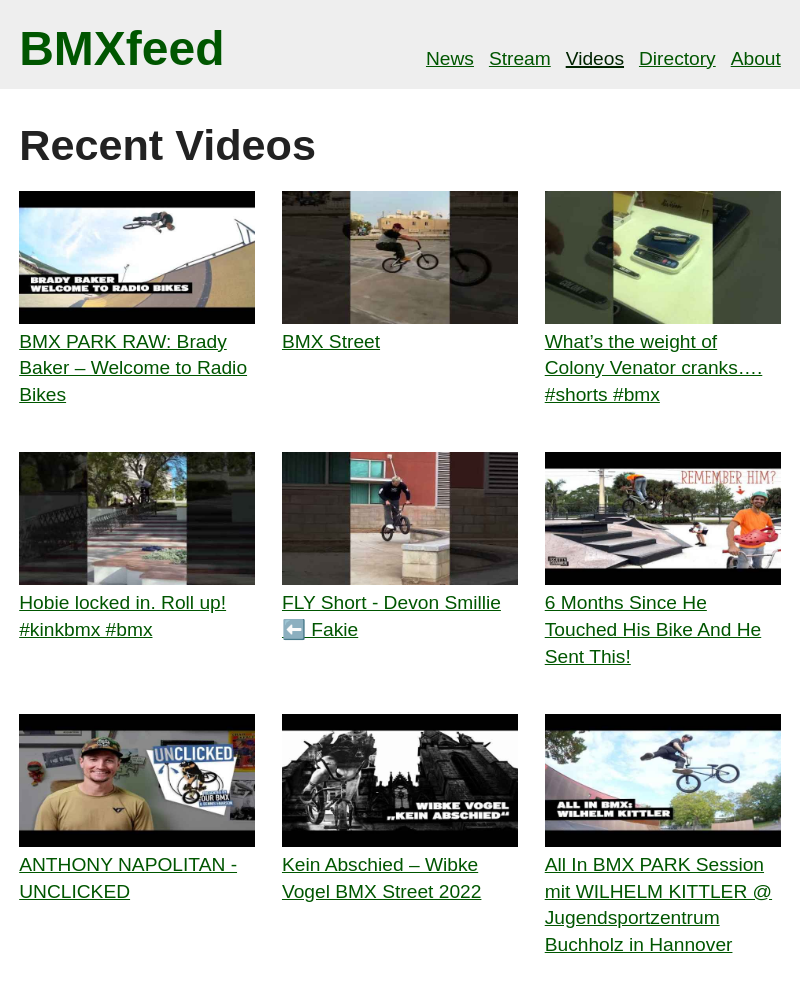 BMXfeed
News Stream Videos Directory About
Recent Videos
BRADY BAKER
WELCOME TO RADIO BIKES
BMX PARK RAW: Brady
Baker – Welcome to Radio
Bikes
BMX Street
What’s the weight of
Colony Venator cranks….
#shorts #bmx
Hobie locked in. Roll up!
#kinkbmx #bmx
FLY Short - Devon Smillie
⬅️ Fakie
REMEMBER HIM?
6 Months Since He
Touched His Bike And He
Sent This!
UNCLICKED
ANTHONY NAPOLITAN -
UNCLICKED
WIBKE VOGEL
„KEIN ABSCHIED“
Kein Abschied – Wibke
Vogel BMX Street 2022
ALL IN BMX:
WILHELM KITTLER
All In BMX PARK Session
mit WILHELM KITTLER @
Jugendsportzentrum
Buchholz in Hannover